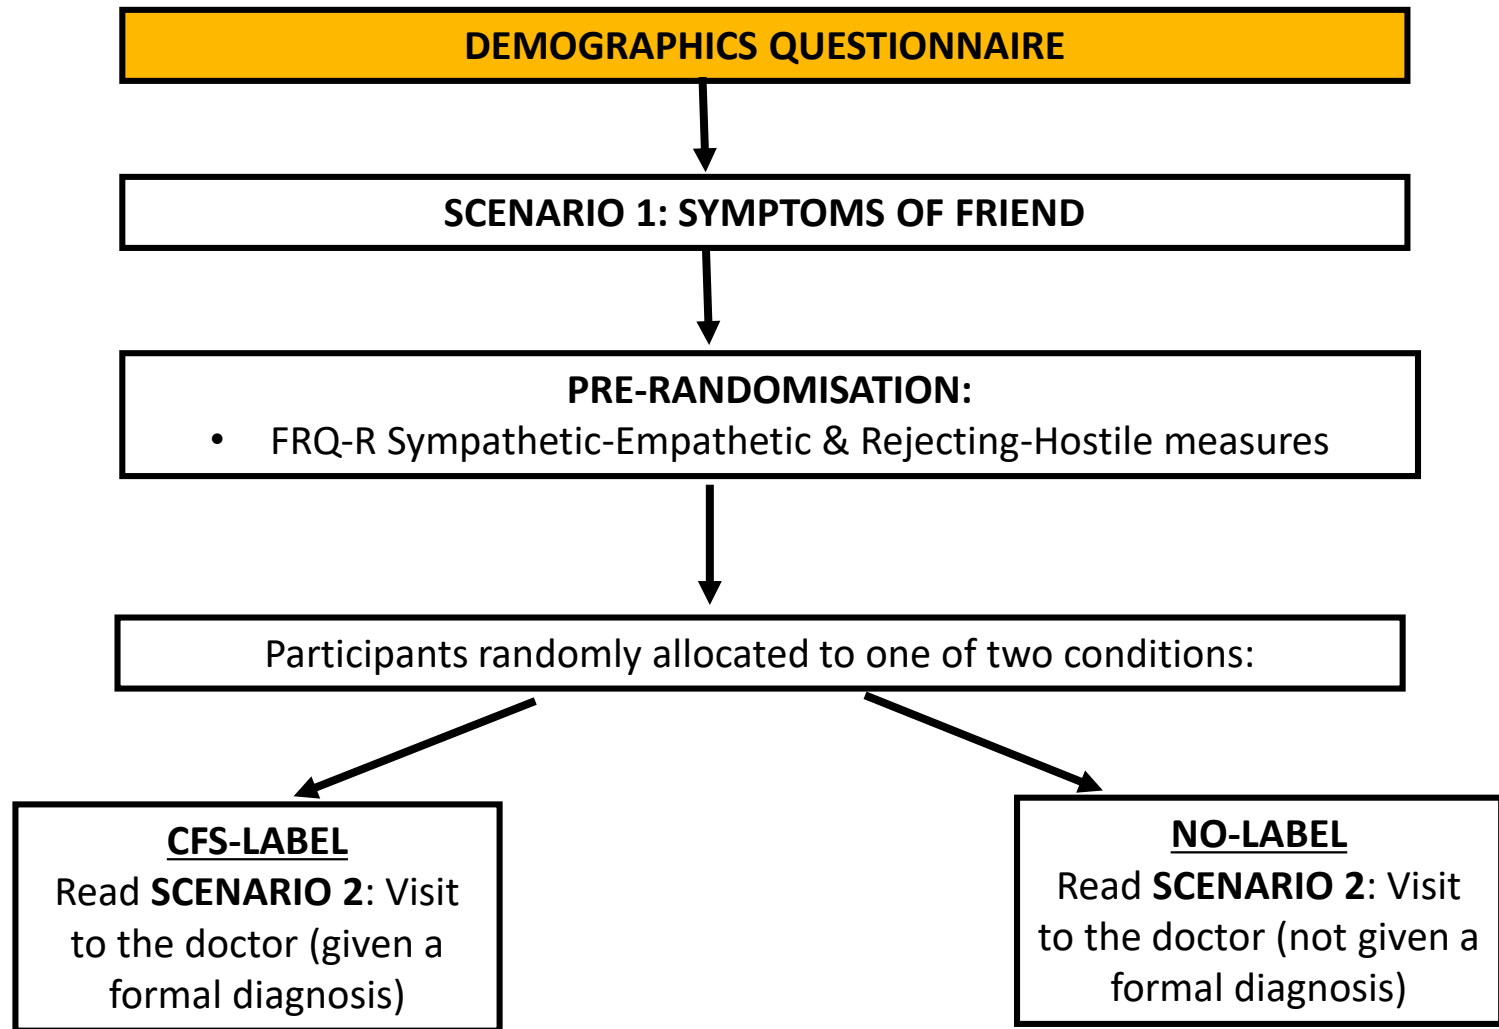 DEMOGRAPHICS QUESTIONNAIRE
SCENARIO 1: SYMPTOMS OF FRIEND
PRE-RANDOMISATION:
• FRQ-R Sympathetic-Empathetic & Rejecting-Hostile measures
Participants randomly allocated to one of two conditions:
CFS-LABEL
Read SCENARIO 2: Visit
to the doctor (given a
formal diagnosis)
NO-LABEL
Read SCENARIO 2: Visit
to the doctor (not given a
formal diagnosis)